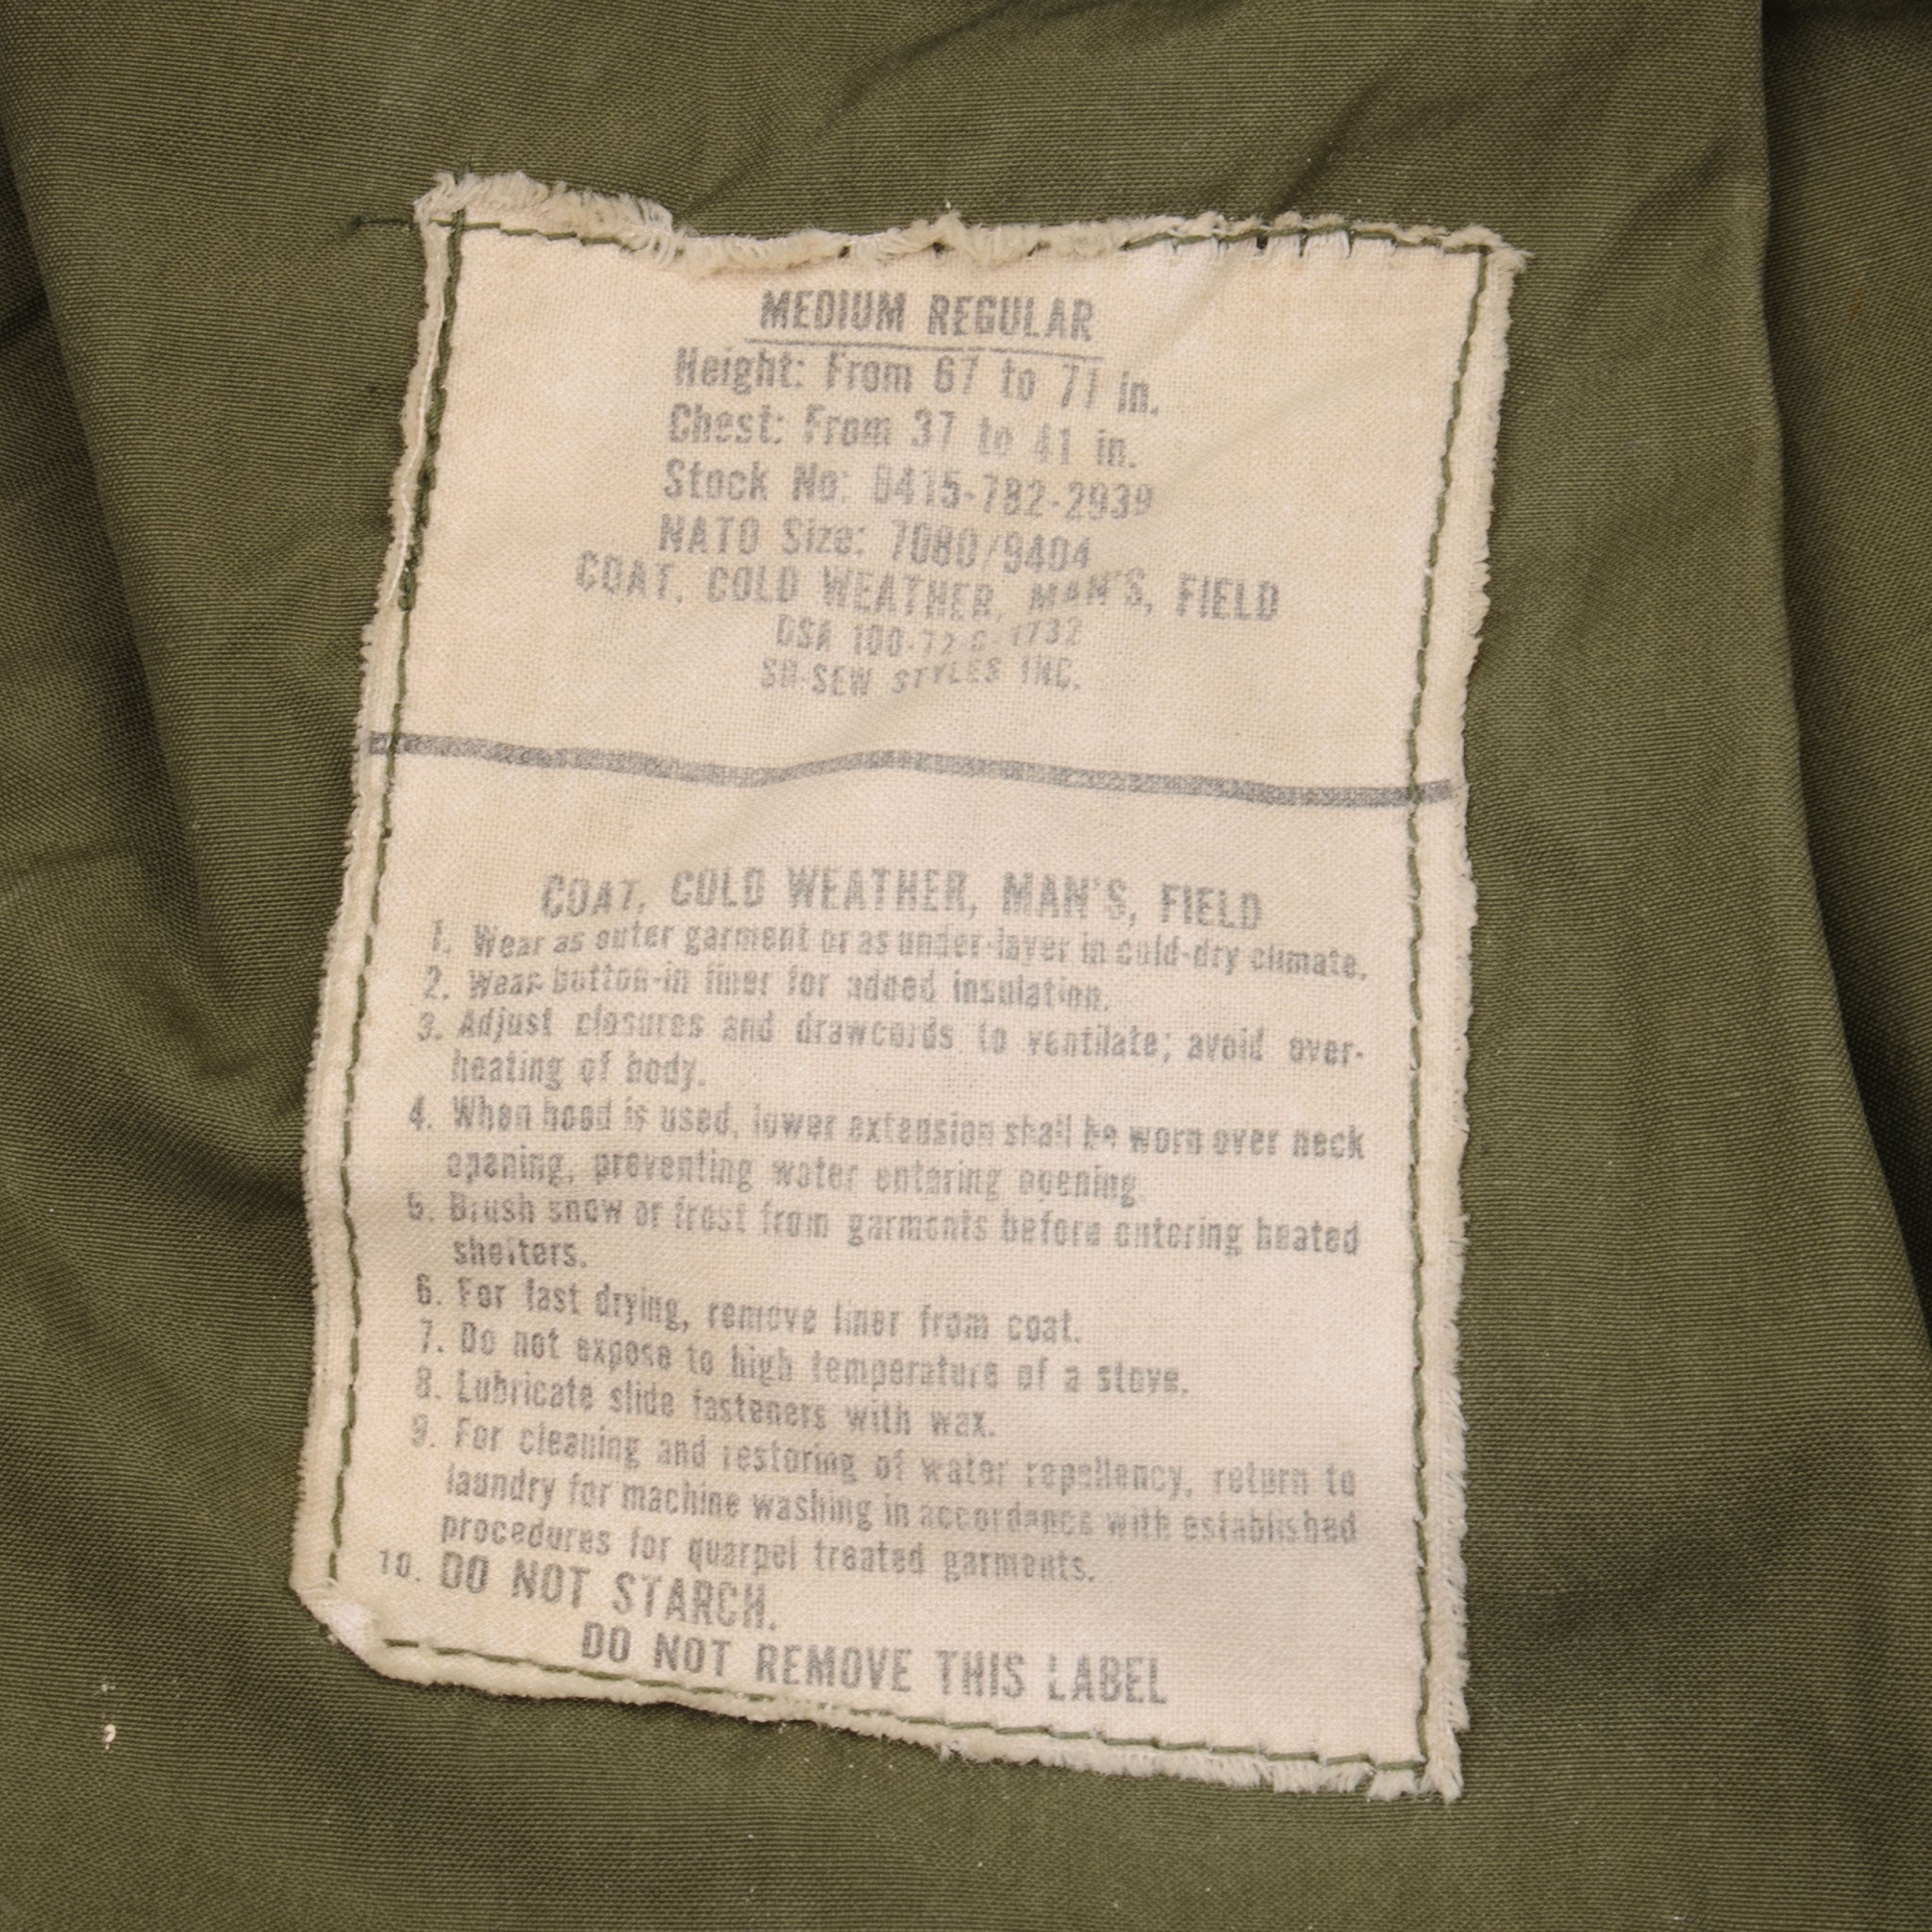 MEDIUM REGULAR
Height: From 67 to 71 in.
Chest: From 37 to 41 in.
Stock No: 8415-782-2939
NATO Size: 7080/9404
COAT, COLD WEATHER, MAN'S, FIELD
DSA 100-72-C-1732
SO-SEW STYLES INC.
COAT, COLD WEATHER, MAN'S, FIELD
1. Wear as outer garment or as under-layer in cold-dry climate.
2. Wear button-in liner for added insulation.
3. Adjust closures and drawcords to ventilate; avoid over-
heating of body.
4. When hood is used, lower extension shall be worn over neck
opening, preventing water entering opening.
5. Brush snow or frost from garments before entering heated
shelters.
6. For fast drying, remove liner from coat.
7. Do not expose to high temperature of a stove.
8. Lubricate slide fasteners with wax.
9. For cleaning and restoring of water repellency, return to
laundry for machine washing in accordance with established
procedures for quarpel treated garments.
10. DO NOT STARCH.
DO NOT REMOVE THIS LABEL